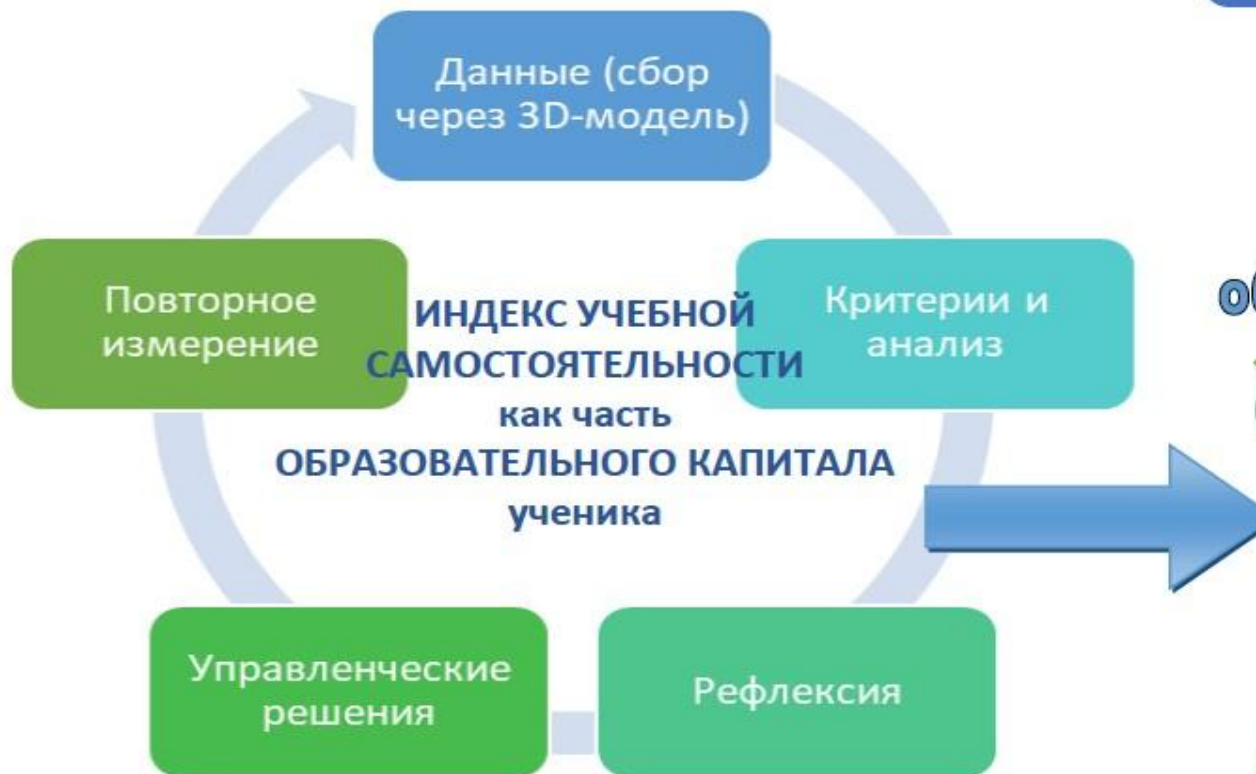 Данные (сбор
через 3D-модель)
Повторное
измерение
ИНДЕКС УЧЕБНОЙ
САМОСТОЯТЕЛЬНОСТИ
как часть
ОБРАЗОВАТЕЛЬНОГО КАПИТАЛА
ученика
Критерии и
анализ
Управленческие
решения
Рефлексия